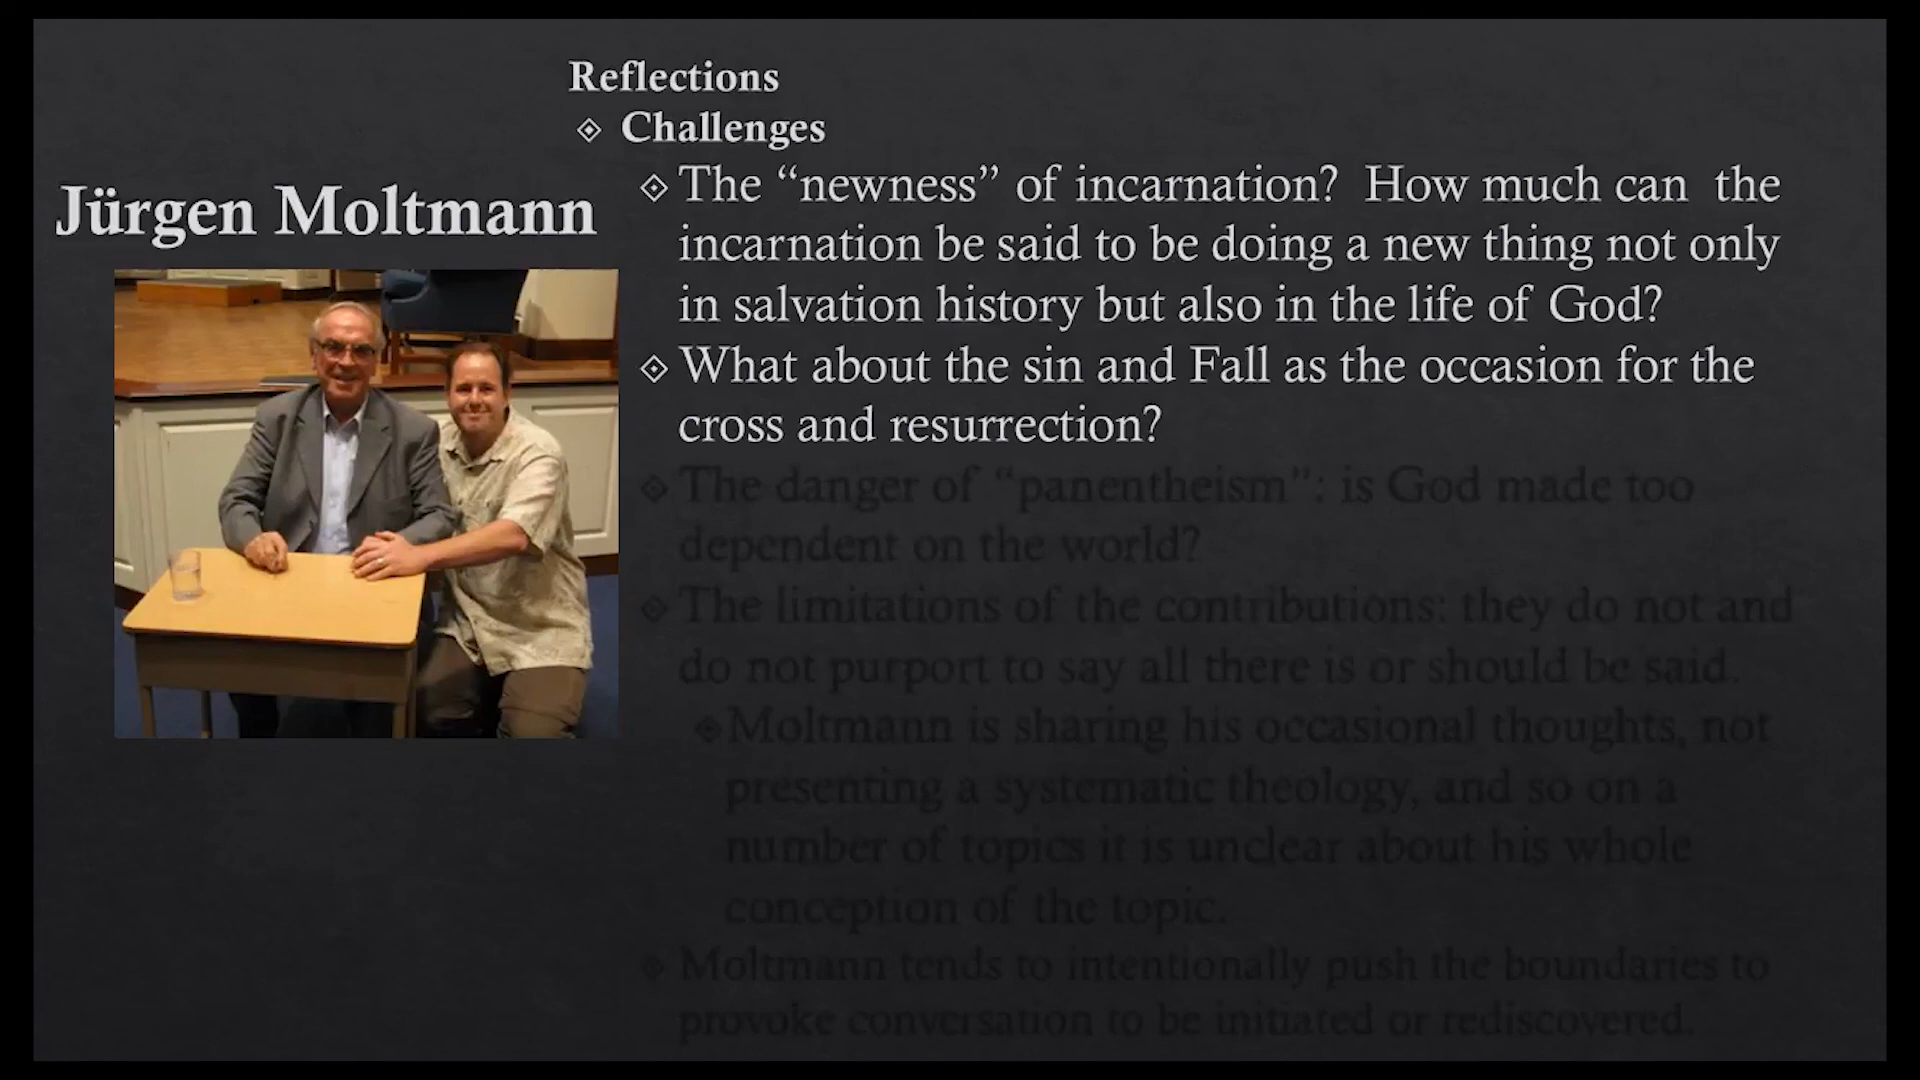 Reflections
Challenges
Jürgen Moltmann
The “newness” of incarnation? How much can the
incarnation be said to be doing a new thing not only
in salvation history but also in the life of God?
What about the sin and Fall as the occasion for the
cross and resurrection?
The danger of “panentheism”: is God made too
dependent on the world?
The limitations of the contributions: they do not and
do not purport to say all there is or should be said.
Moltmann is sharing his occasional thoughts, not
presenting a systematic theology, and so on a
number of topics it is unclear about his whole
conception of the topic.
Moltmann tends to intentionally push the boundaries to
provoke conversation to be initiated or rediscovered.